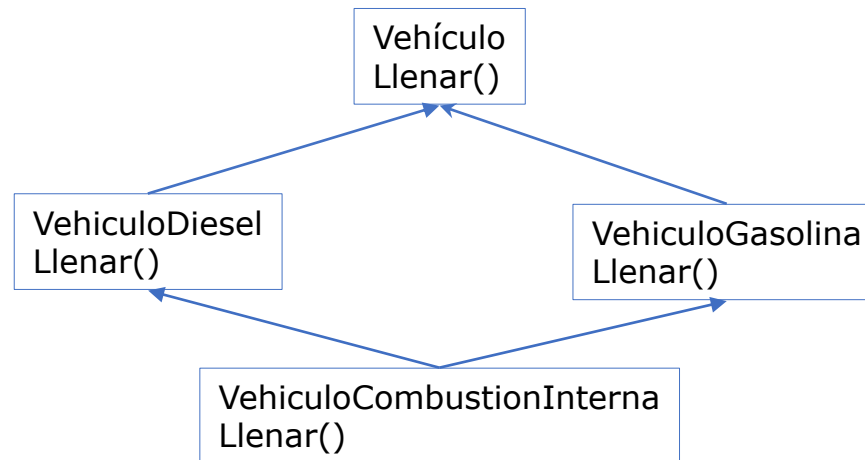 Vehículo
Llenar()
VehiculoDiesel
Llenar()
VehiculoGasolina
Llenar()
VehiculoCombustionInterna
Llenar()